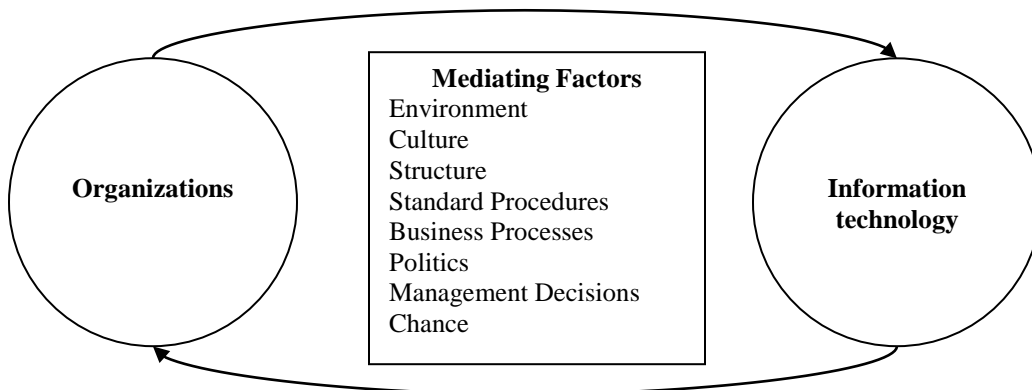 Organizations
Mediating Factors
Environment
Culture
Structure
Standard Procedures
Business Processes
Politics
Management Decisions
Chance
Information
technology